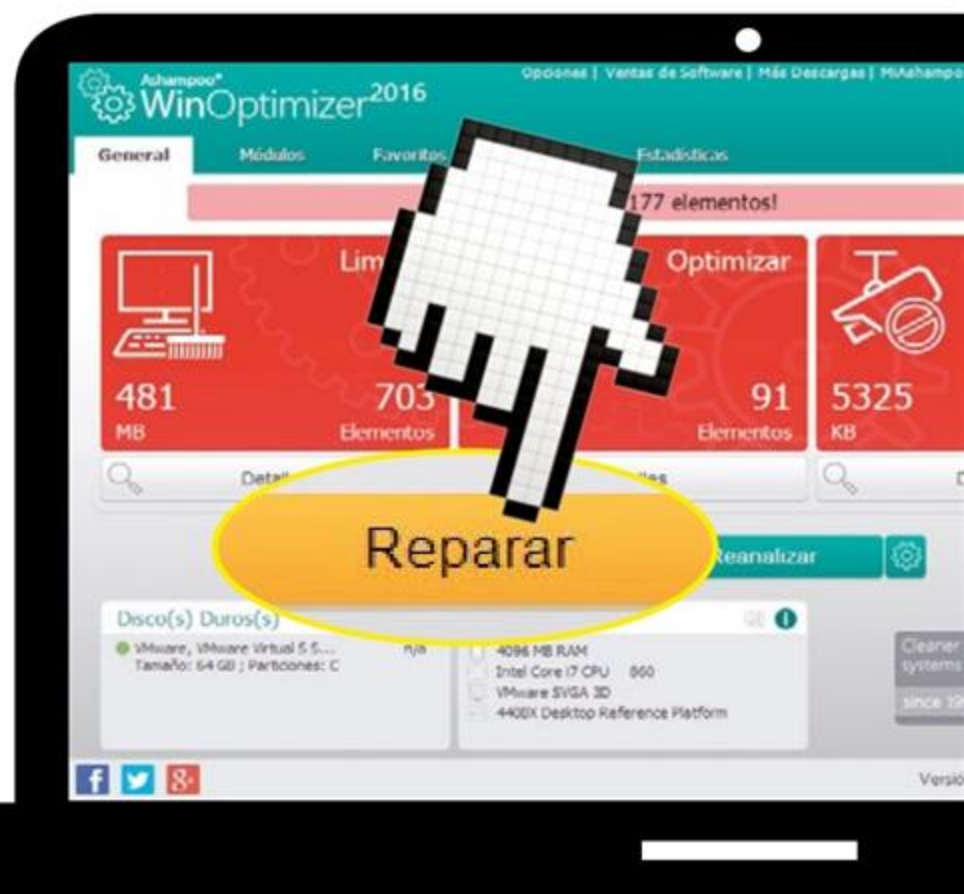 Ashampoo®
WinOptimizer 2016
Opciones | Ventas de Software | Más Descargas | MiAshampoo
General Módulos Favoritos Estadísticas
177 elementos!
Optimizar
481 MB
703 Elementos
91 Elementos
5325 KB
Reparar
Reanalizar
Disco(s) Duros(s)
VMware, VMware Virtual S S... n/a
Tamaño: 64 GB ; Particiones: C
4096 MB RAM
Intel Core i7 CPU 860
VMware SVGA 3D
440BX Desktop Reference Platform
Cleaner
systems
since